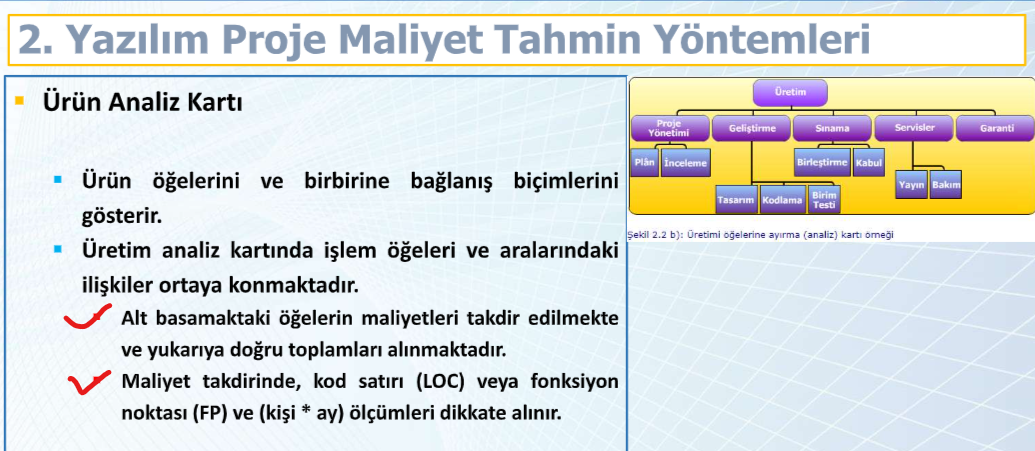 2. Yazılım Proje Maliyet Tahmin Yöntemleri
Ürün Analiz Kartı
Ürün öğelerini ve birbirine bağlanış biçimlerini
gösterir.
Üretim analiz kartında işlem öğeleri ve aralarındaki
ilişkiler ortaya konmaktadır.
Alt basamaktaki öğelerin maliyetleri takdir edilmekte
ve yukarıya doğru toplamları alınmaktadır.
Maliyet takdirinde, kod satırı (LOC) veya fonksiyon
noktası (FP) ve (kişi * ay) ölçümleri dikkate alınır.
Üretim
Proje
Yönetimi
Geliştirme
Sınama
Servisler
Garanti
Plân
İnceleme
Birleştirme
Kabul
Tasarım
Kodlama
Birim
Testi
Yayın
Bakım
Şekil 2.2 b): Üretimi öğelerine ayırma (analiz) kartı örneği